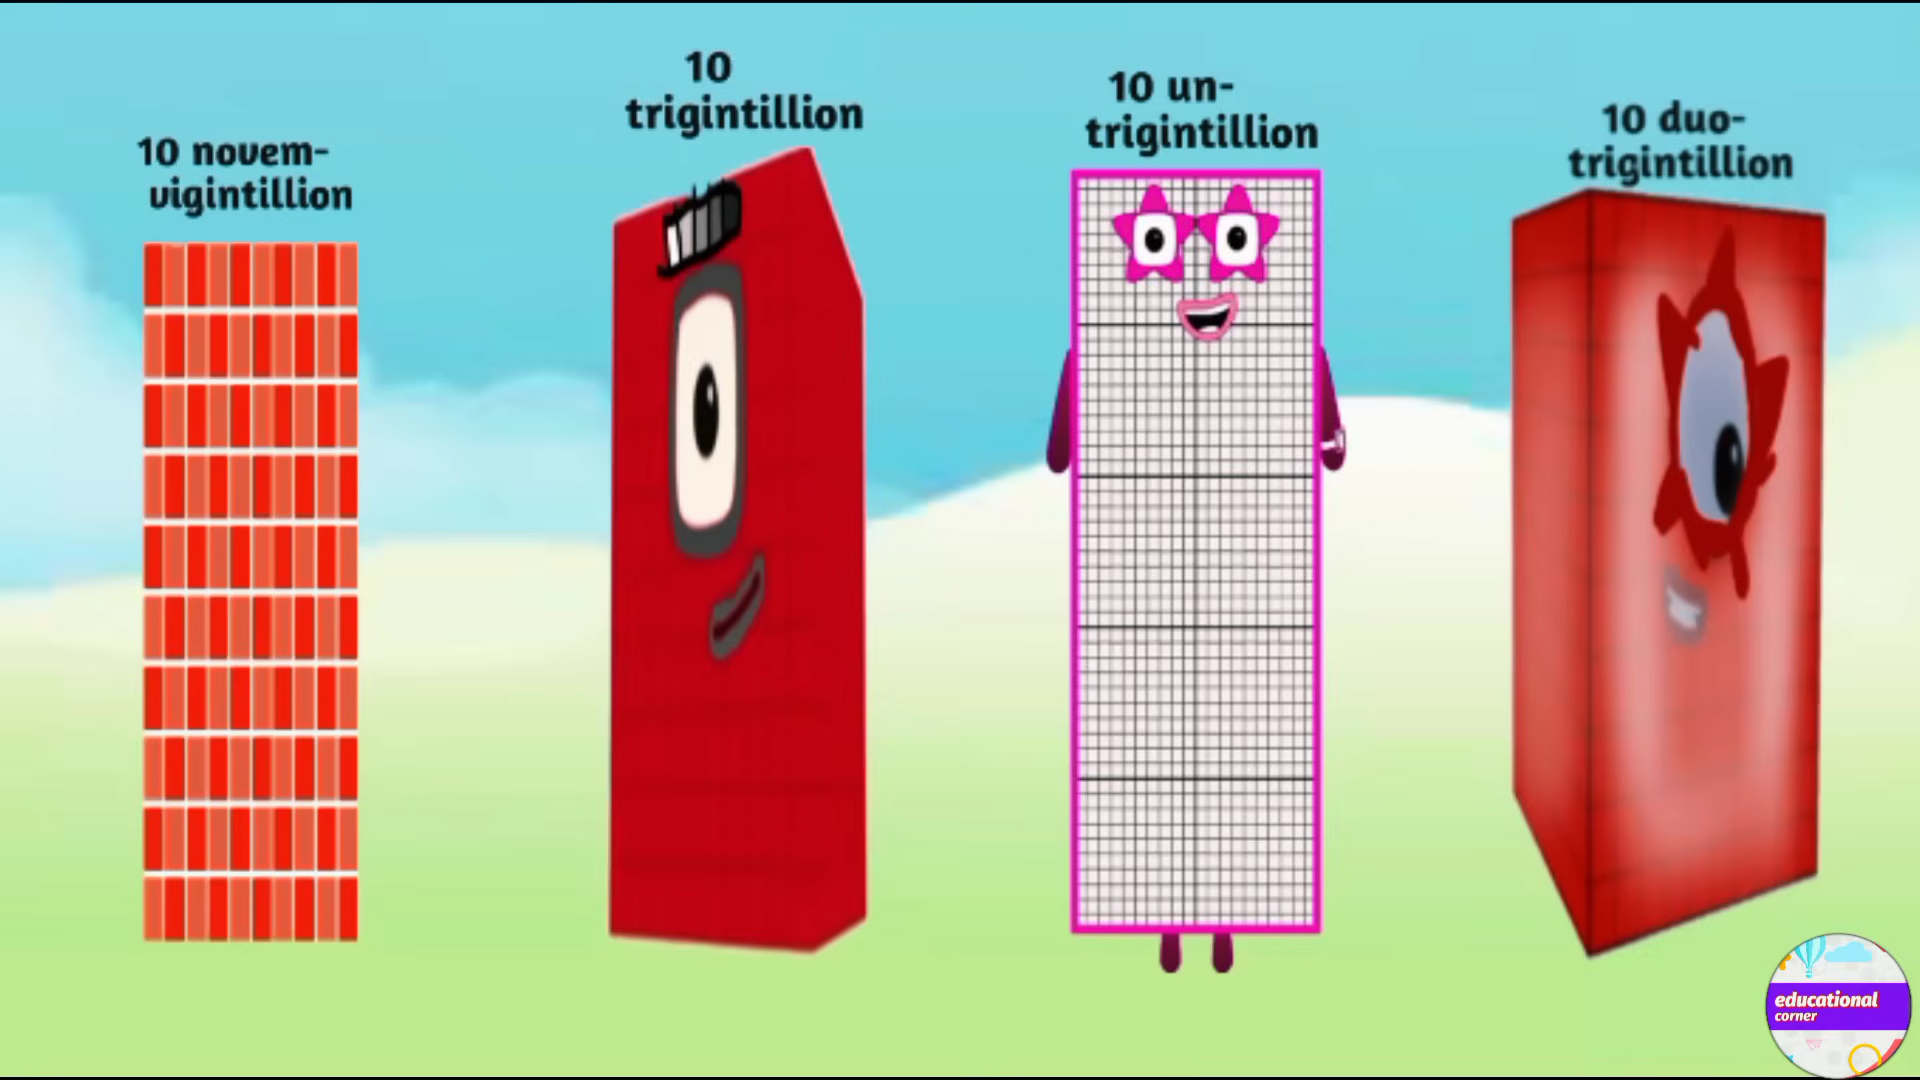 10 novem-
vigintillion
10
trigintillion
10 un-
trigintillion
10 duo-
trigintillion
educational
corner